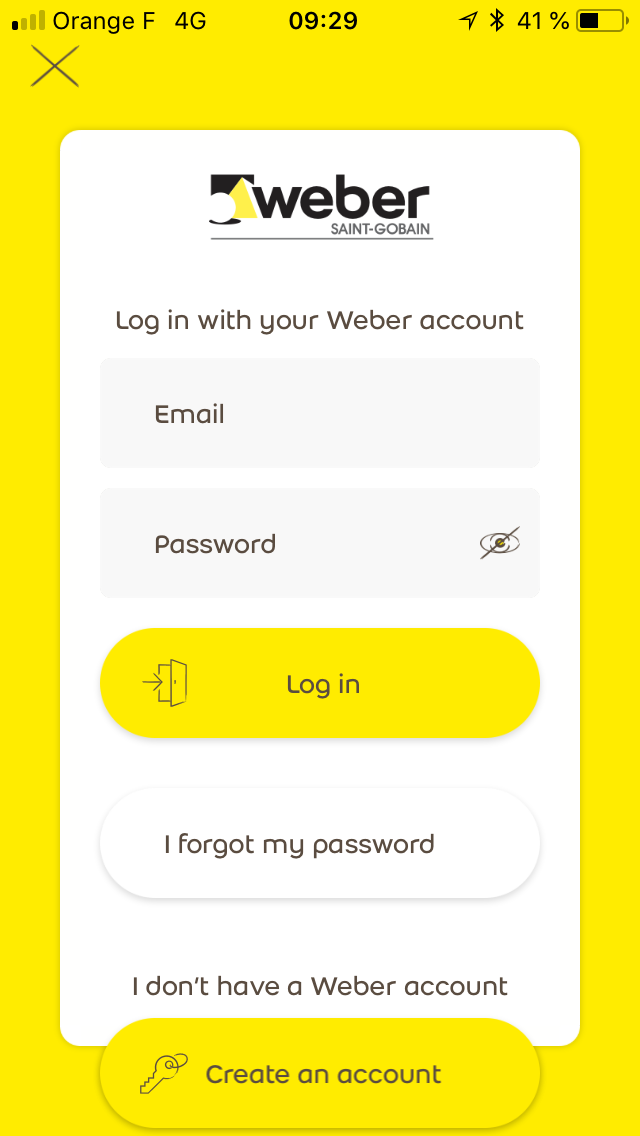 Orange F 4G 09:29 41 %
weber
SAINT-GOBAIN
Log in with your Weber account
Email
Password
Log in
I forgot my password
I don't have a Weber account
Create an account